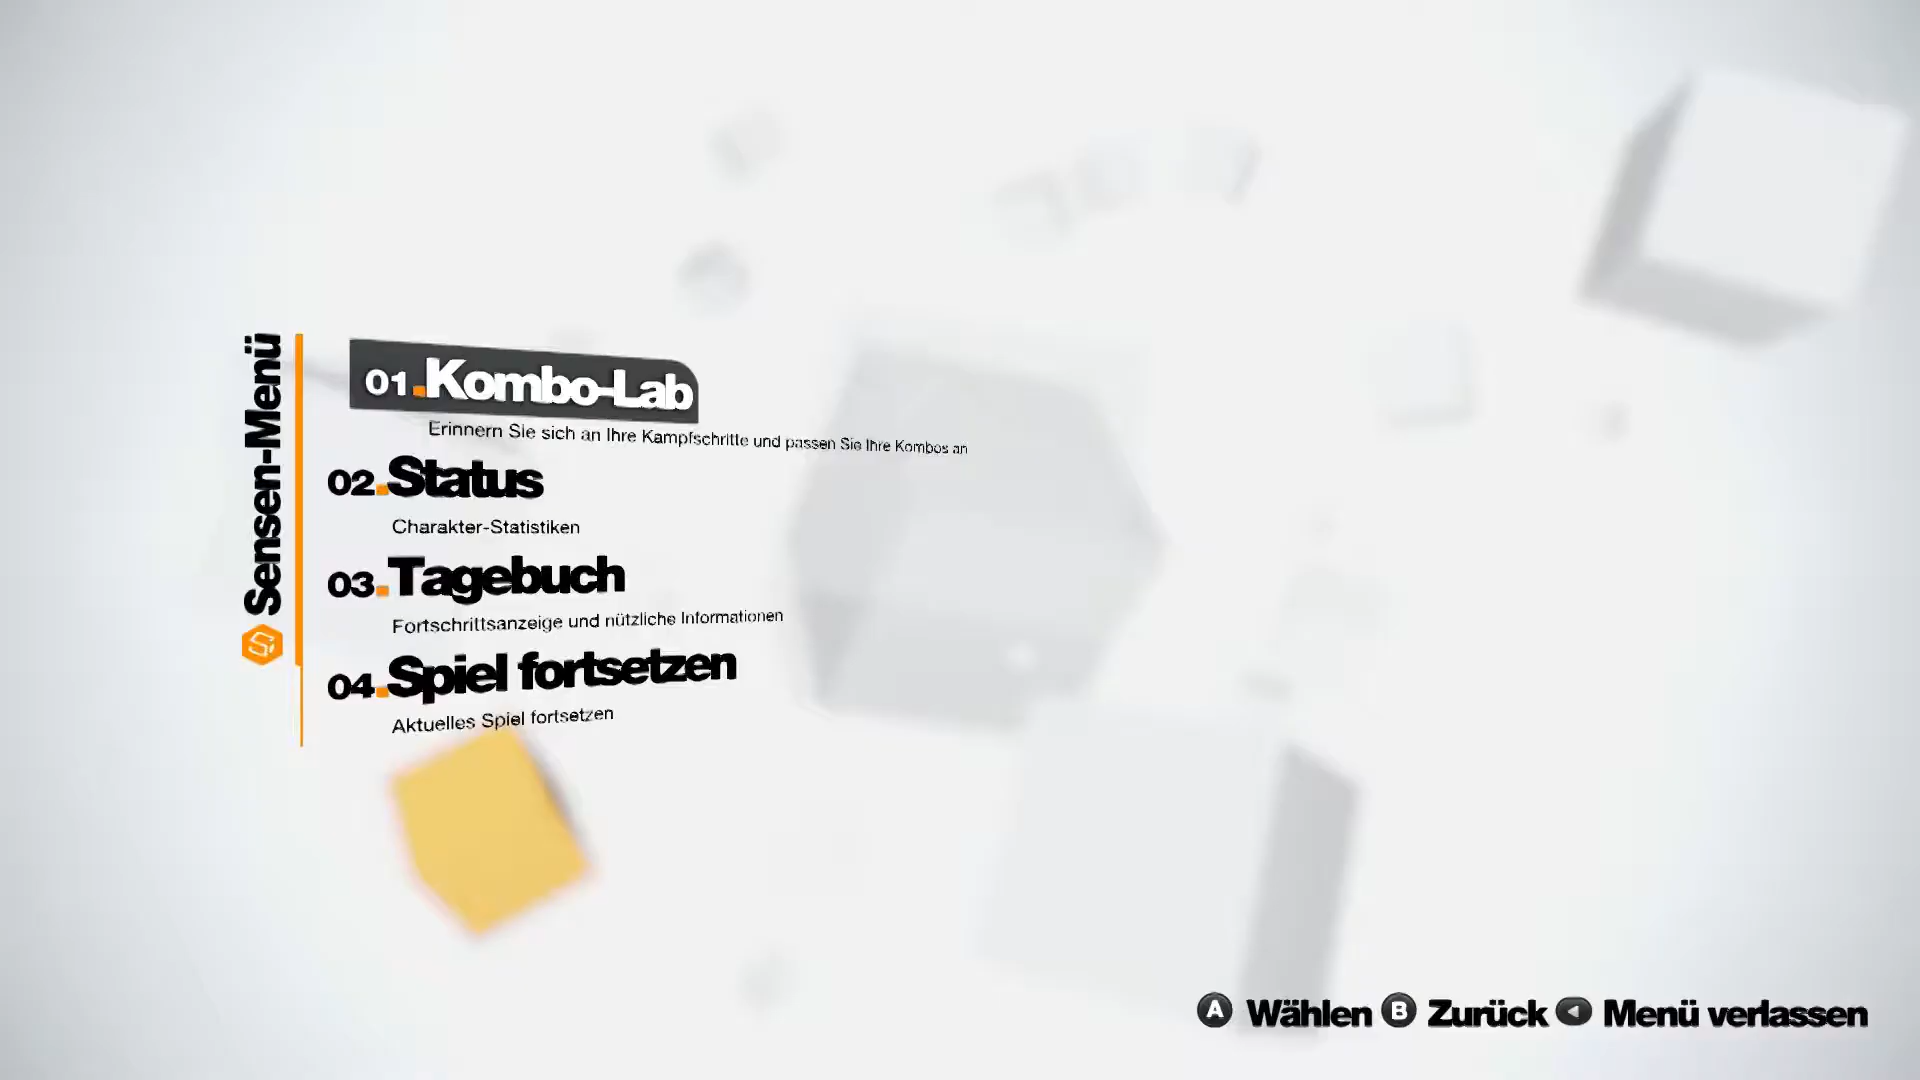 Sensen-Menü
01.Kombo-Lab
Erinnern Sie sich an Ihre Kampfschritte und passen Sie Ihre Kombos an
02.Status
Charakter-Statistiken
03.Tagebuch
Fortschrittsanzeige und nützliche Informationen
04.Spiel fortsetzen
Aktuelles Spiel fortsetzen
A Wählen B Zurück Menü verlassen